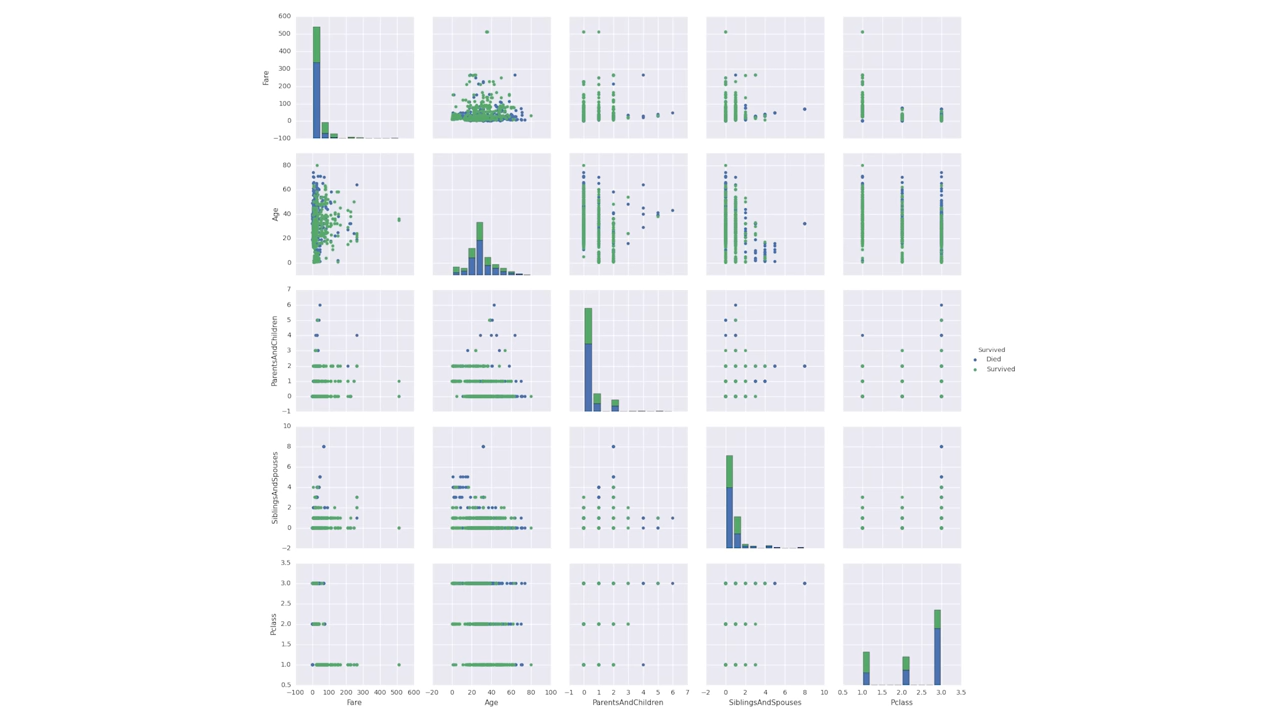 600
500
400
300
200
100
0
−100
Fare
80
60
40
20
0
Age
7
6
5
4
3
2
1
0
−1
ParentsAndChildren
Survived
Died
Survived
10
8
6
4
2
0
−2
SiblingsAndSpouses
3.5
3.0
2.5
2.0
1.5
1.0
0.5
Pclass
−100 0 100 200 300 400 500 600
−20 0 20 40 60 80 100
−1 0 1 2 3 4 5 6 7
−2 0 2 4 6 8 10
0.5 1.0 1.5 2.0 2.5 3.0 3.5
Fare
Age
ParentsAndChildren
SiblingsAndSpouses
Pclass